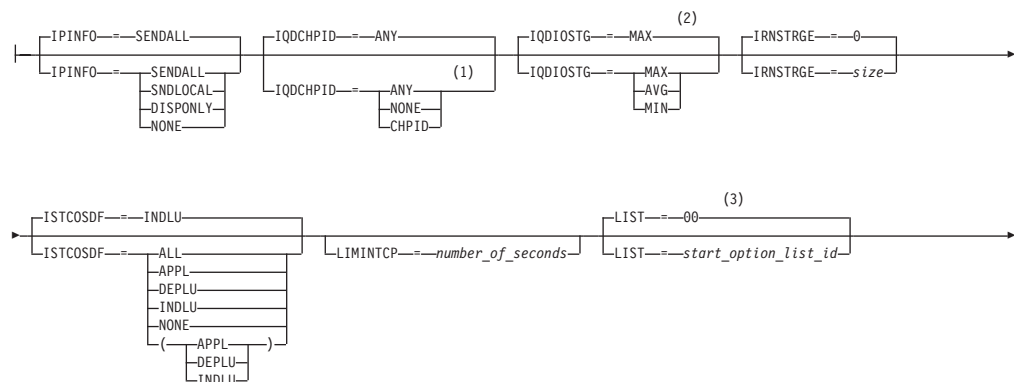 (2)
IPINFO = SENDALL IQDCHPID = ANY IQDIOSTG = MAX IRNSTRGE = 0
IPINFO = SENDALL (1) IQDIOSTG = MAX IRNSTRGE = size
SNDLOCAL IQDCHPID = ANY AVG
DISPONLY NONE MIN
NONE CHPID
(3)
ISTCOSDF = INDLU LIST = 00
ISTCOSDF = ALL LIMINTCP = number_of_seconds LIST = start_option_list_id
APPL
DEPLU
INDLU
NONE
( APPL )
DEPLU
INDLU